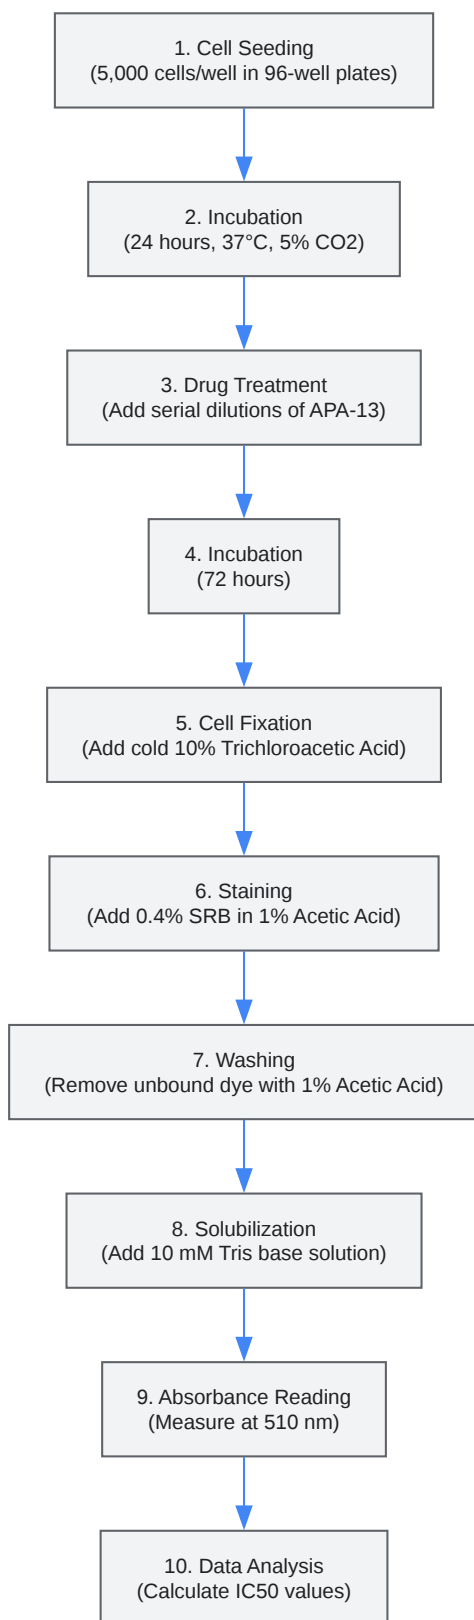 1. Cell Seeding
(5,000 cells/well in 96-well plates)
2. Incubation
(24 hours, 37°C, 5% CO2)
3. Drug Treatment
(Add serial dilutions of APA-13)
4. Incubation
(72 hours)
5. Cell Fixation
(Add cold 10% Trichloroacetic Acid)
6. Staining
(Add 0.4% SRB in 1% Acetic Acid)
7. Washing
(Remove unbound dye with 1% Acetic Acid)
8. Solubilization
(Add 10 mM Tris base solution)
9. Absorbance Reading
(Measure at 510 nm)
10. Data Analysis
(Calculate IC50 values)